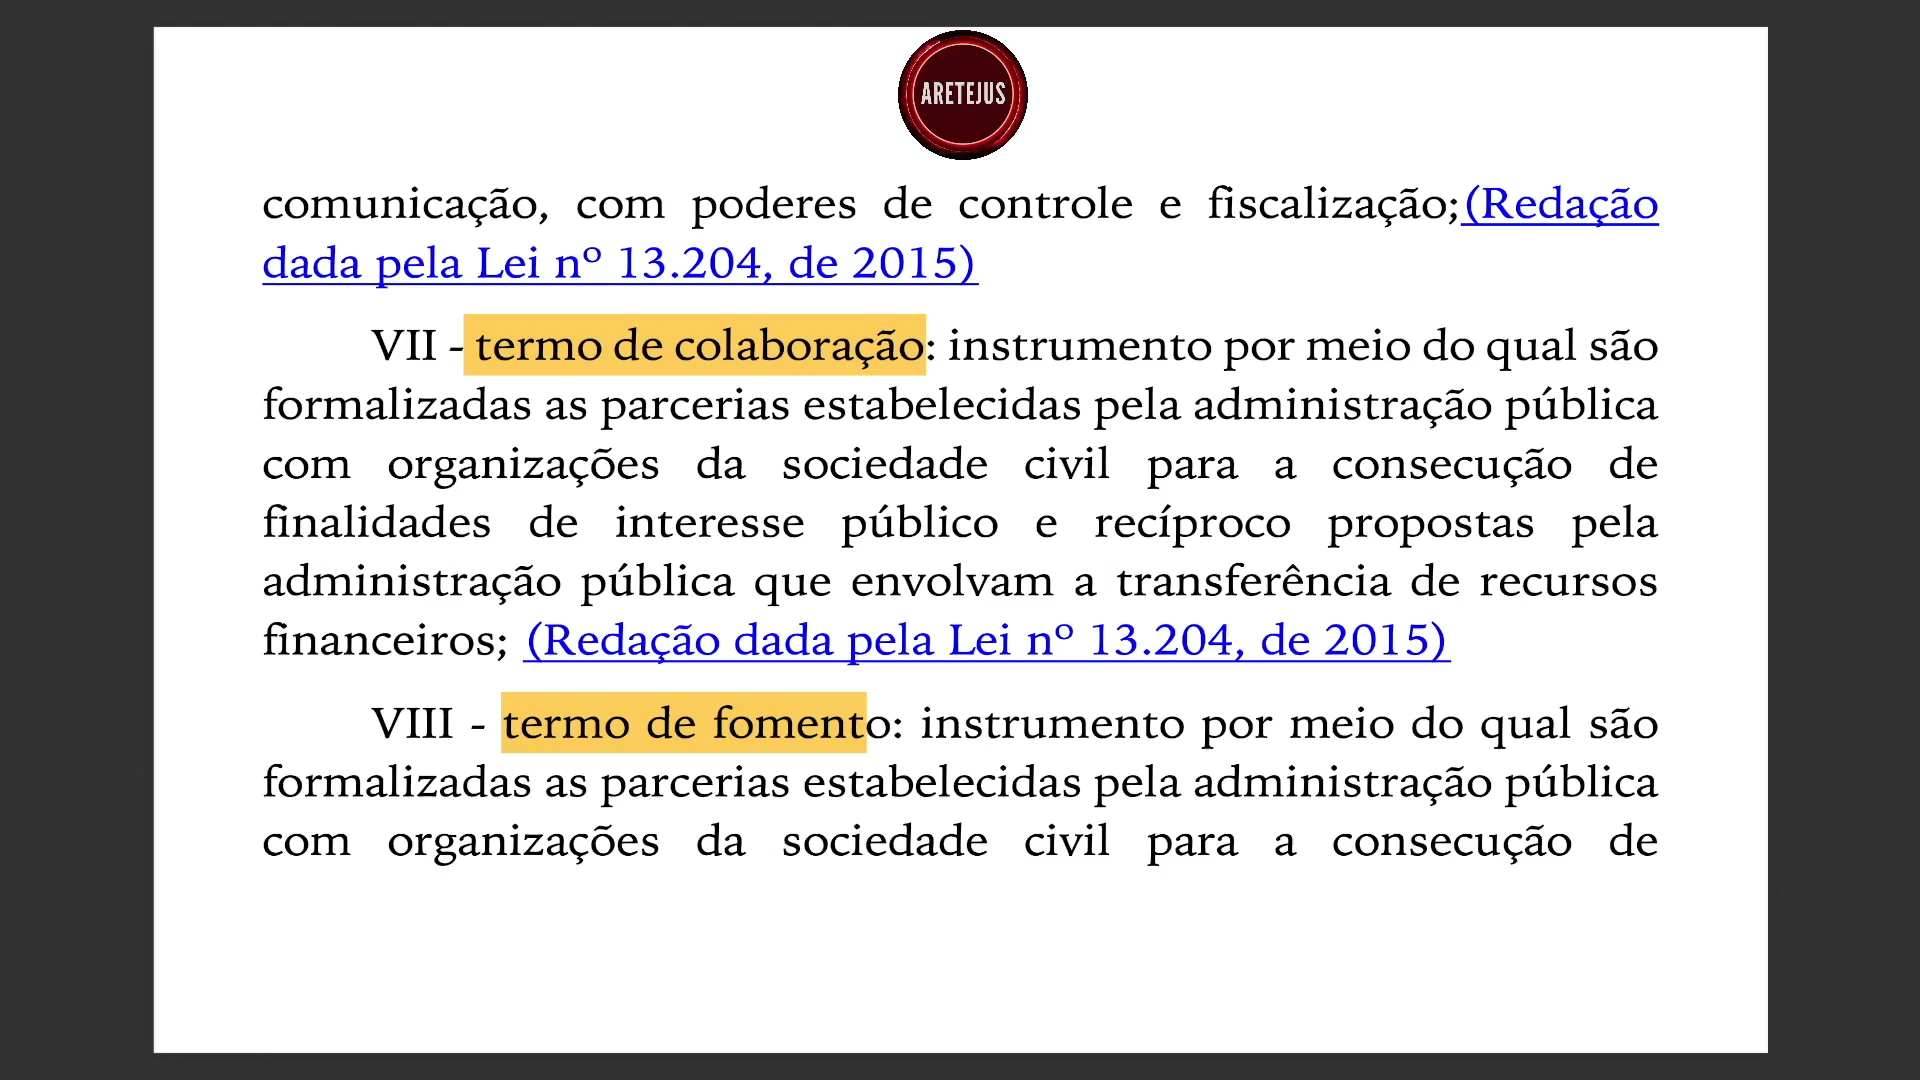 ARETEJUS
comunicação, com poderes de controle e fiscalização;(Redação
dada pela Lei nº 13.204, de 2015)
VII - termo de colaboração: instrumento por meio do qual são
formalizadas as parcerias estabelecidas pela administração pública
com organizações da sociedade civil para a consecução de
finalidades de interesse público e recíproco propostas pela
administração pública que envolvam a transferência de recursos
financeiros; (Redação dada pela Lei nº 13.204, de 2015)
VIII - termo de fomento: instrumento por meio do qual são
formalizadas as parcerias estabelecidas pela administração pública
com organizações da sociedade civil para a consecução de